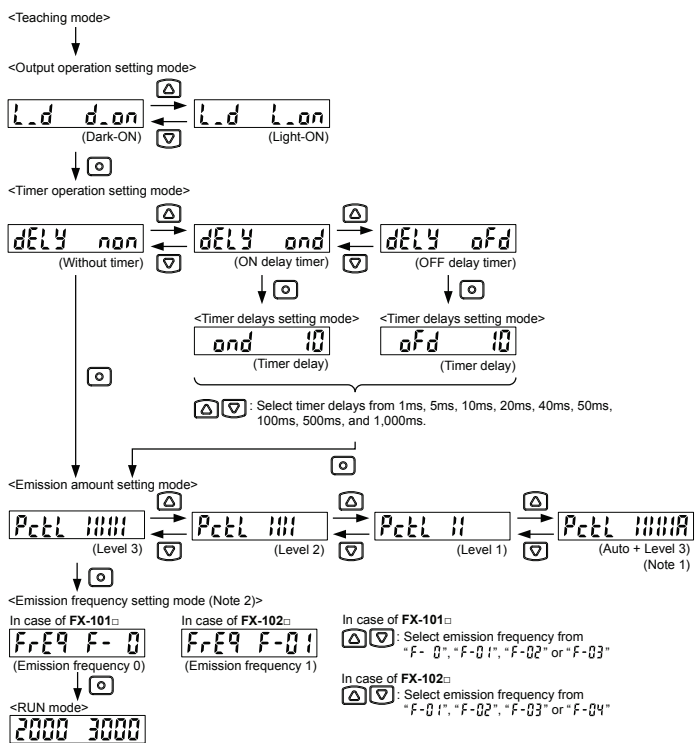 <Teaching mode>
<Output operation setting mode>
L_d d_on L_d L_on
(Dark-ON) (Light-ON)
<Timer operation setting mode>
dELY non dELY ond dELY oFd
(Without timer) (ON delay timer) (OFF delay timer)
<Timer delays setting mode> <Timer delays setting mode>
ond 10 oFd 10
(Timer delay) (Timer delay)
: Select timer delays from 1ms, 5ms, 10ms, 20ms, 40ms, 50ms,
100ms, 500ms, and 1,000ms.
<Emission amount setting mode>
PctL PctL PctL PctL A
(Level 3) (Level 2) (Level 1) (Auto + Level 3)
(Note 1)
<Emission frequency setting mode (Note 2)>
In case of FX-101□ In case of FX-102□ In case of FX-101□
FrEq F- 0 FrEq F-01 : Select emission frequency from
(Emission frequency 0) (Emission frequency 1) “F- 0”, “F-01”, “F-02” or “F-03”
In case of FX-102□
<RUN mode> : Select emission frequency from
2000 3000 “F-01”, “F-02”, “F-03” or “F-04”